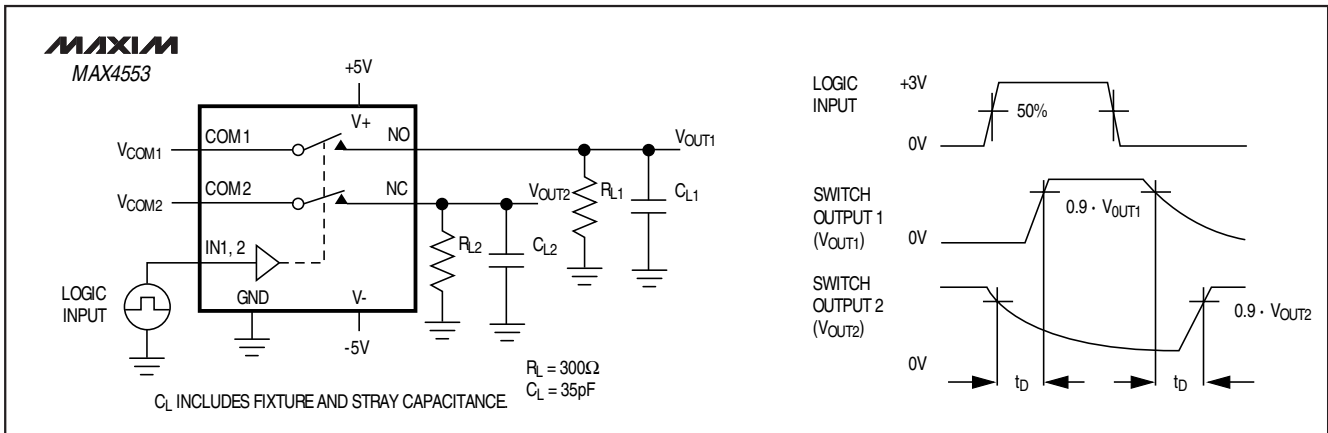 MAXIM
MAX4553
+5V
V+
COM1
NO
VCOM1
VOUT1
COM2
NC
VCOM2
VOUT2
RL1
CL1
RL2
CL2
IN1, 2
LOGIC
INPUT
GND
V-
-5V
RL = 300Ω
CL = 35pF
CL INCLUDES FIXTURE AND STRAY CAPACITANCE.
LOGIC
INPUT
+3V
50%
0V
SWITCH
OUTPUT 1
(VOUT1)
0.9 · V0UT1
0V
SWITCH
OUTPUT 2
(VOUT2)
0.9 · VOUT2
0V
tD
tD